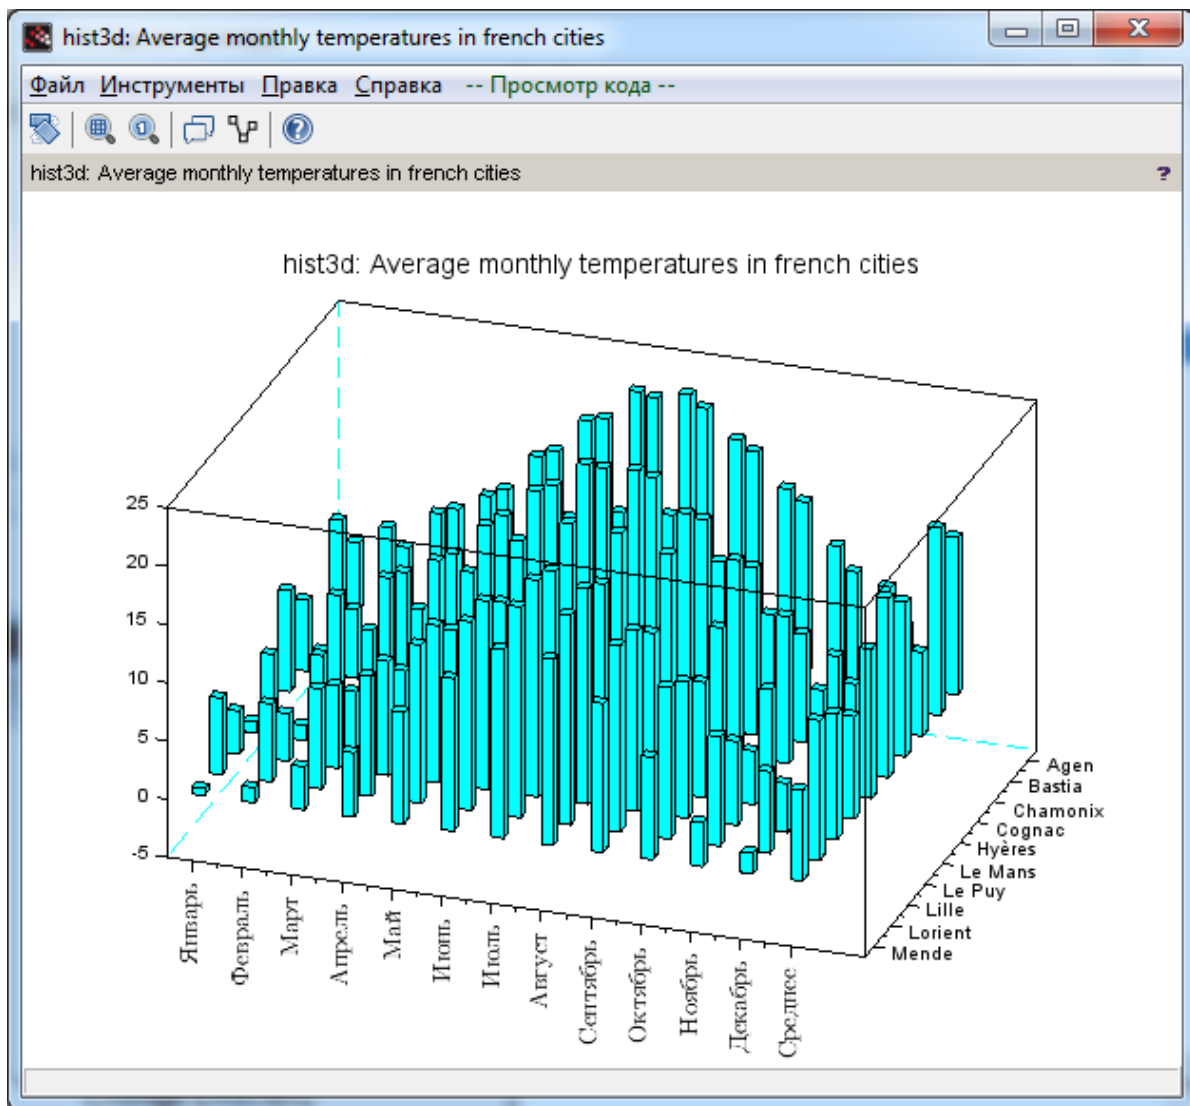 hist3d: Average monthly temperatures in french cities
Файл Инструменты Правка Справка -- Просмотр кода --
hist3d: Average monthly temperatures in french cities ?
hist3d: Average monthly temperatures in french cities
25
20
15
10
5
0
-5
Январь
Февраль
Март
Апрель
Май
Июнь
Июль
Август
Сентябрь
Октябрь
Ноябрь
Декабрь
Среднее
Agen
Bastia
Chamonix
Cognac
Hyères
Le Mans
Le Puy
Lille
Lorient
Mende